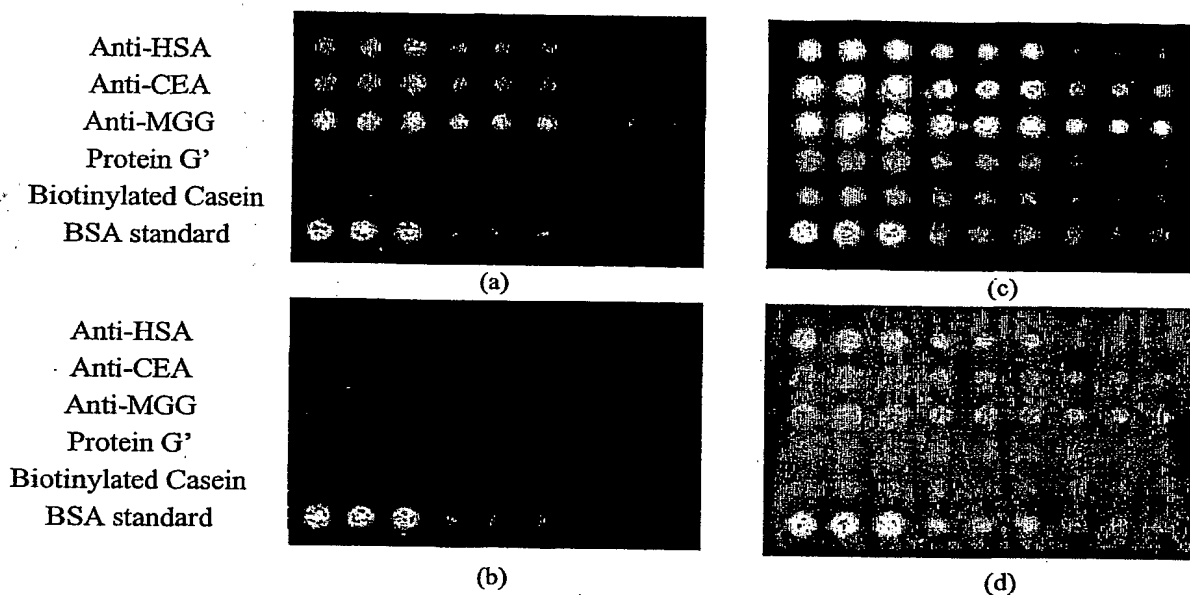 Anti-HSA
Anti-CEA
Anti-MGG
Protein G'
Biotinylated Casein
BSA standard
(a)
(c)
Anti-HSA
Anti-CEA
Anti-MGG
Protein G'
Biotinylated Casein
BSA standard
(b)
(d)